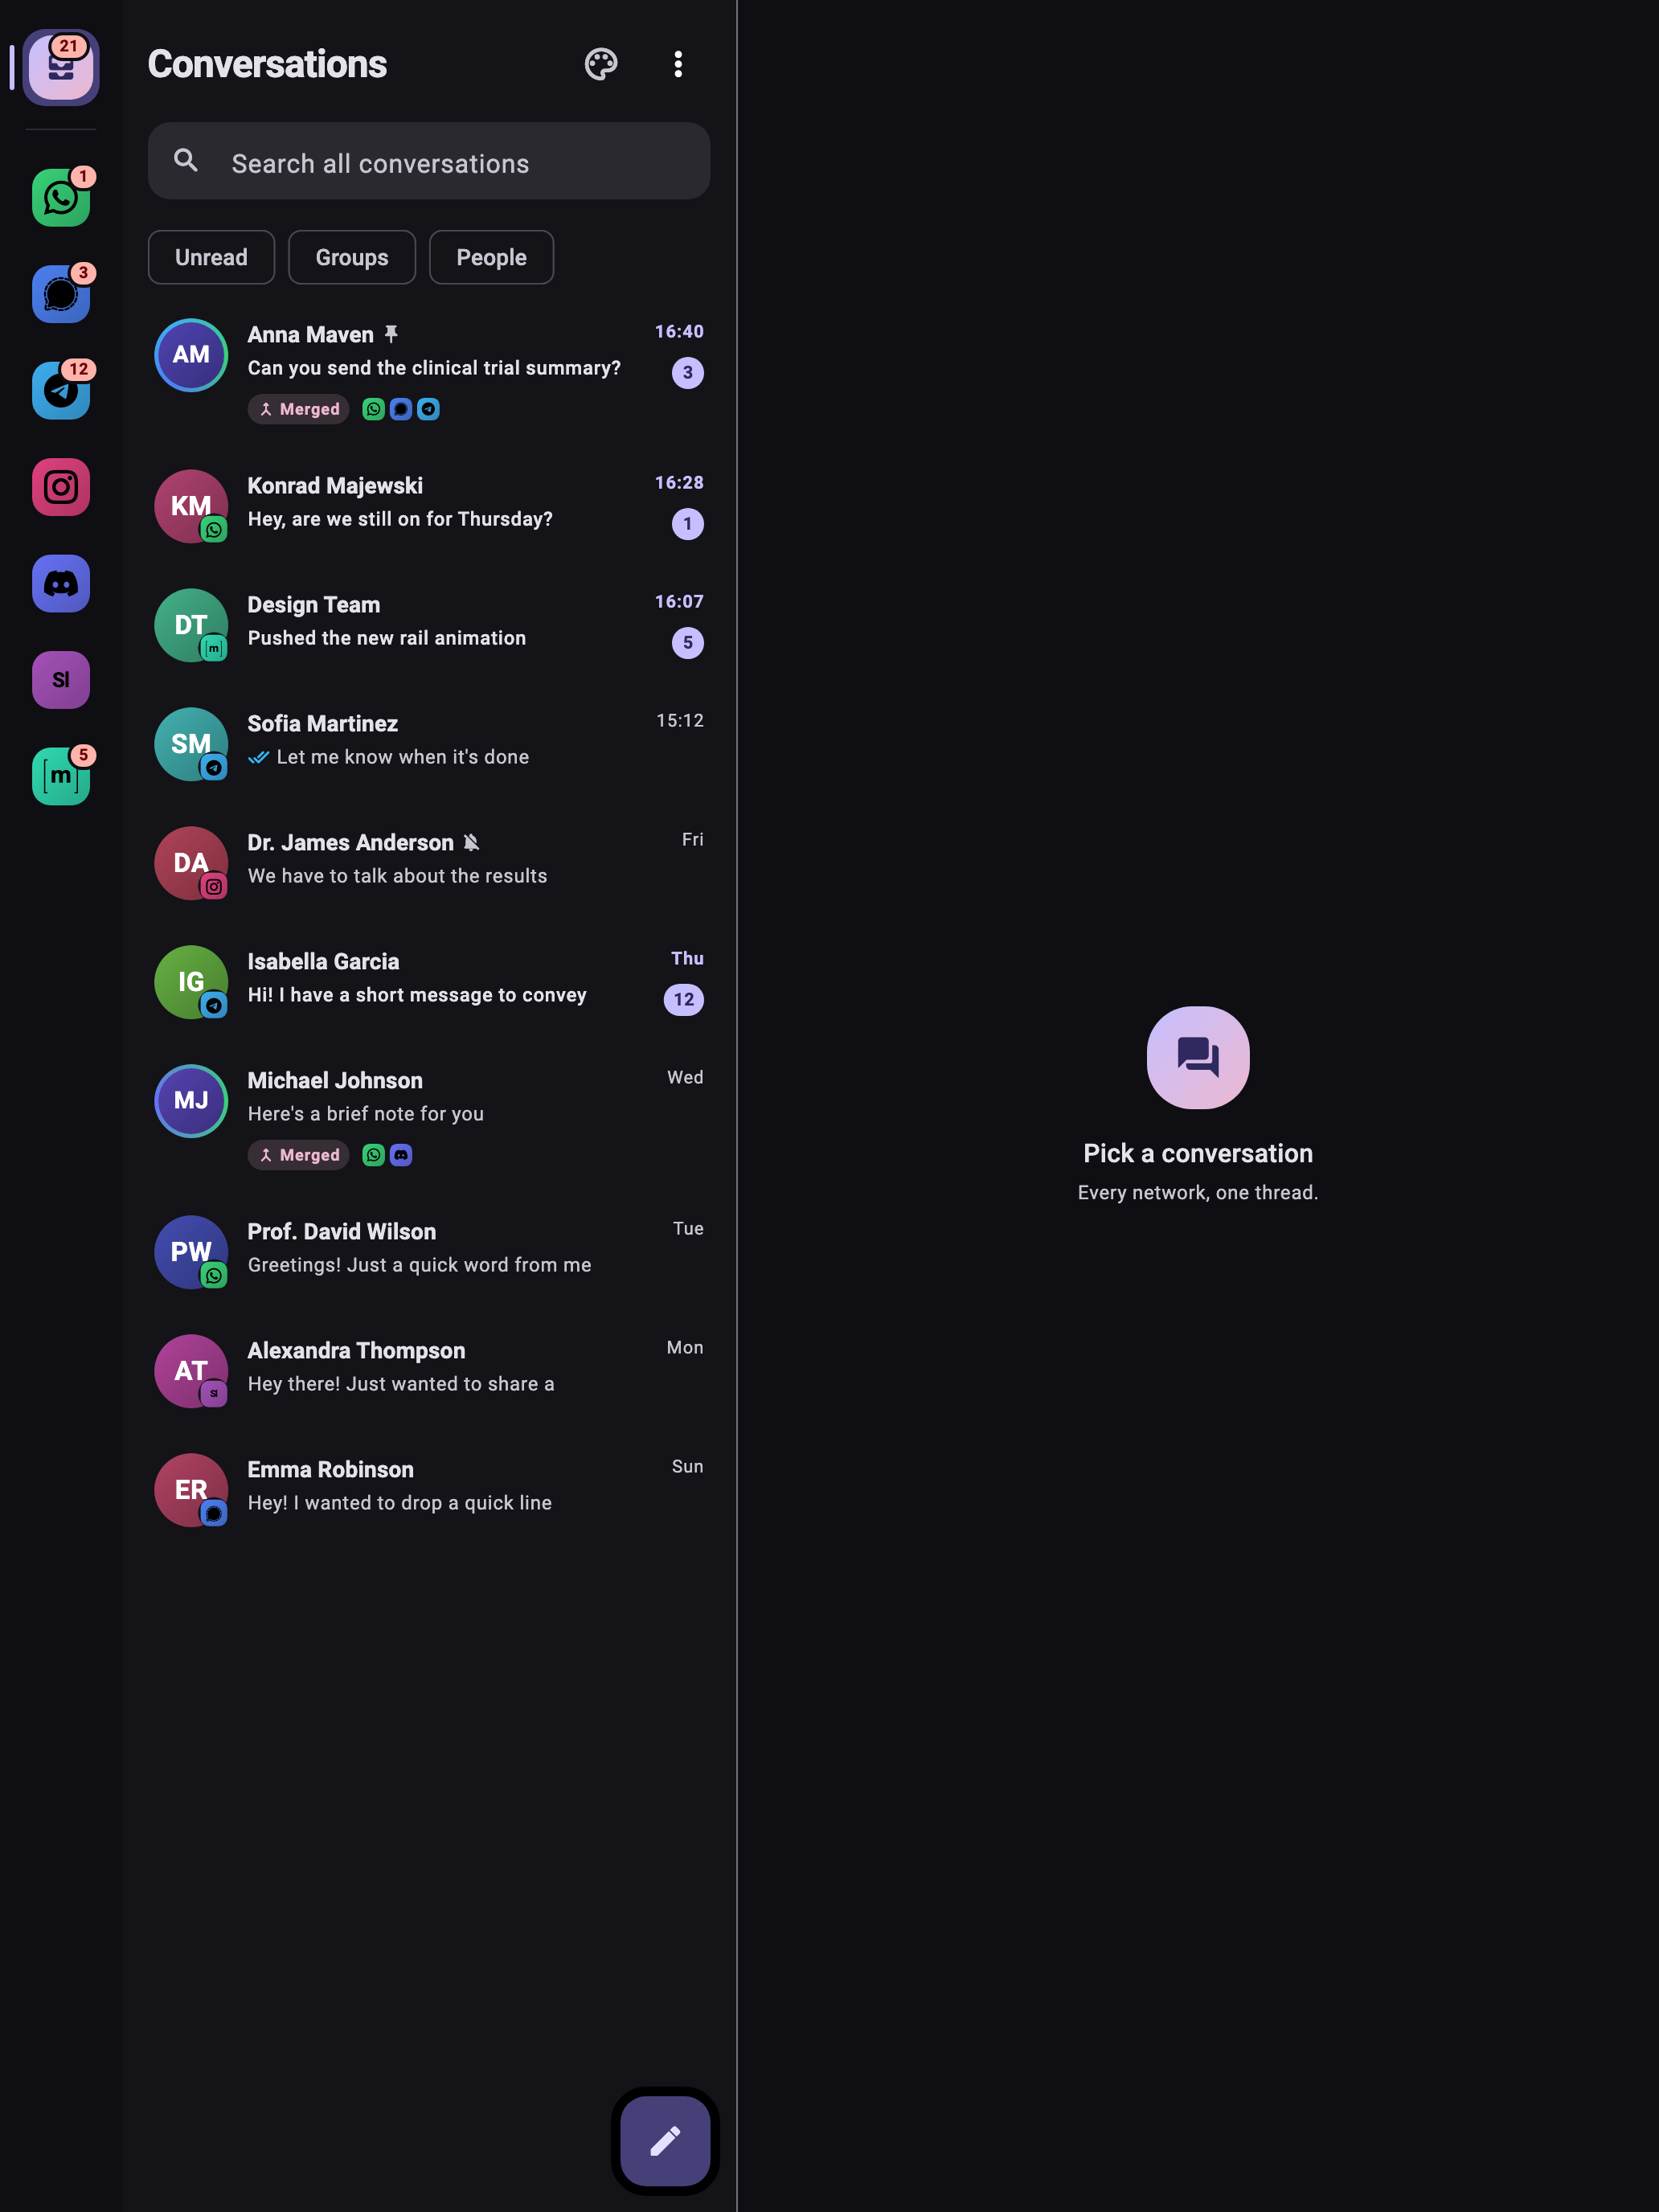 21
Conversations
Search all conversations
Unread Groups People
1
3
12
Sl
[m] 5
AM Anna Maven 16:40
Can you send the clinical trial summary? 3
Merged
KM Konrad Majewski 16:28
Hey, are we still on for Thursday? 1
DT Design Team 16:07
[m] Pushed the new rail animation 5
SM Sofia Martinez 15:12
Let me know when it's done
DA Dr. James Anderson Fri
We have to talk about the results
IG Isabella Garcia Thu
Hi! I have a short message to convey 12
MJ Michael Johnson Wed
Here's a brief note for you
Merged
PW Prof. David Wilson Tue
Greetings! Just a quick word from me
AT Alexandra Thompson Mon
Sl Hey there! Just wanted to share a
ER Emma Robinson Sun
Hey! I wanted to drop a quick line
Pick a conversation
Every network, one thread.